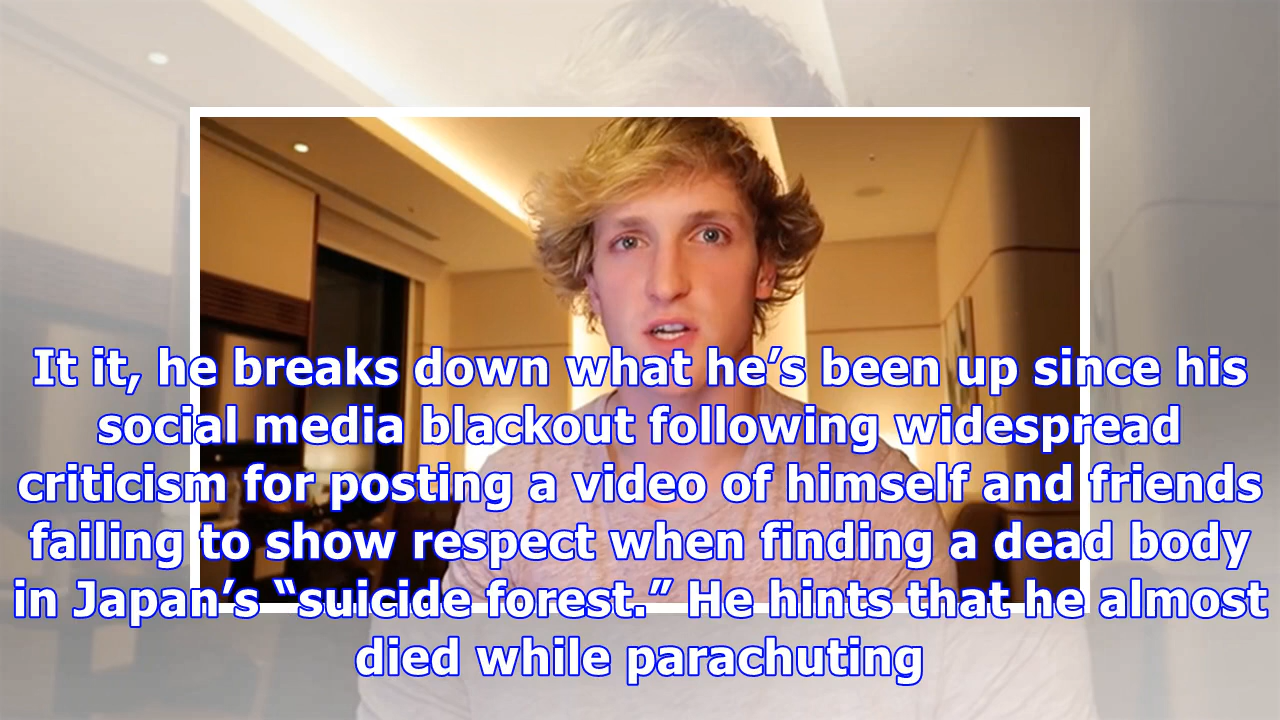 It it, he breaks down what he’s been up since his
social media blackout following widespread
criticism for posting a video of himself and friends
failing to show respect when finding a dead body
in Japan’s “suicide forest.” He hints that he almost
died while parachuting